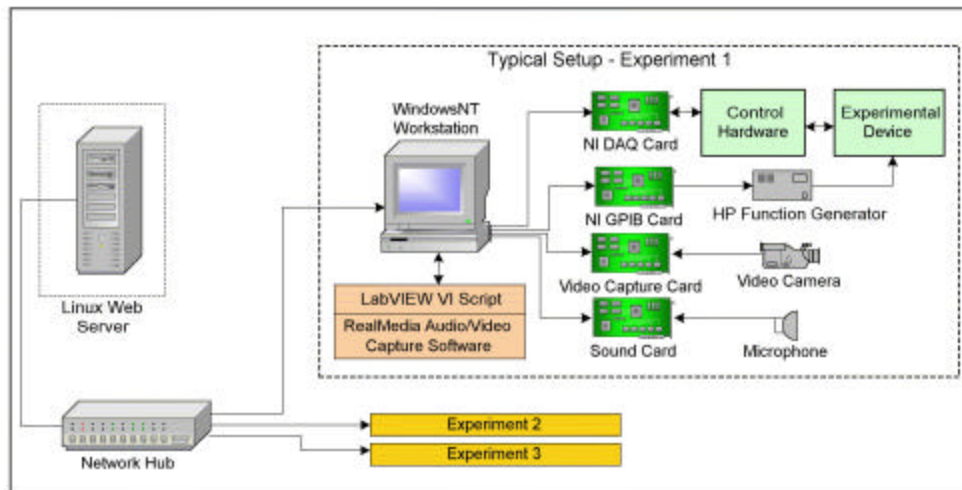 Typical Setup - Experiment 1
WindowsNT
Workstation
NI DAQ Card
Control
Hardware
Experimental
Device
NI GPIB Card
HP Function Generator
Linux Web
Server
Video Capture Card
Video Camera
LabVIEW VI Script
RealMedia Audio/Video
Capture Software
Sound Card
Microphone
Network Hub
Experiment 2
Experiment 3